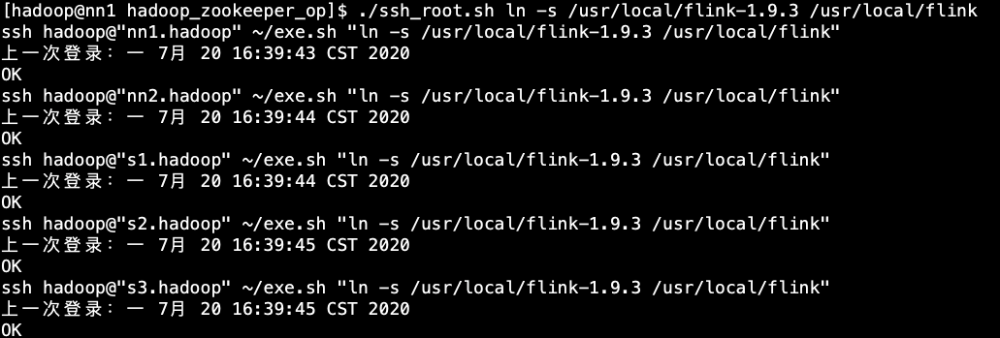 [hadoop@nn1 hadoop_zookeeper_op]$ ./ssh_root.sh ln -s /usr/local/flink-1.9.3 /usr/local/flink
ssh hadoop@"nn1.hadoop" ~/exe.sh "ln -s /usr/local/flink-1.9.3 /usr/local/flink"
上一次登录：一 7月 20 16:39:43 CST 2020
OK
ssh hadoop@"nn2.hadoop" ~/exe.sh "ln -s /usr/local/flink-1.9.3 /usr/local/flink"
上一次登录：一 7月 20 16:39:44 CST 2020
OK
ssh hadoop@"s1.hadoop" ~/exe.sh "ln -s /usr/local/flink-1.9.3 /usr/local/flink"
上一次登录：一 7月 20 16:39:44 CST 2020
OK
ssh hadoop@"s2.hadoop" ~/exe.sh "ln -s /usr/local/flink-1.9.3 /usr/local/flink"
上一次登录：一 7月 20 16:39:45 CST 2020
OK
ssh hadoop@"s3.hadoop" ~/exe.sh "ln -s /usr/local/flink-1.9.3 /usr/local/flink"
上一次登录：一 7月 20 16:39:45 CST 2020
OK